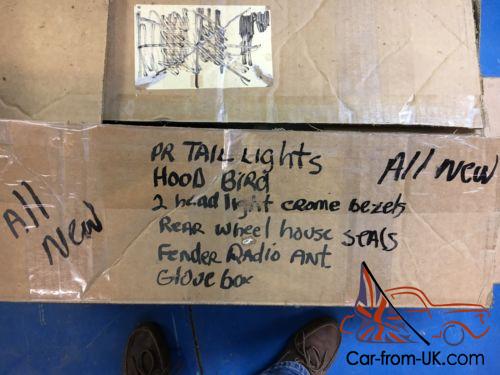 PR TAIL Lights
HOOD Bird
2 head light crome bezels
Rear wheel house seals
Fender Radio Ant
Glove box
All New
All New
Car-from-UK.com